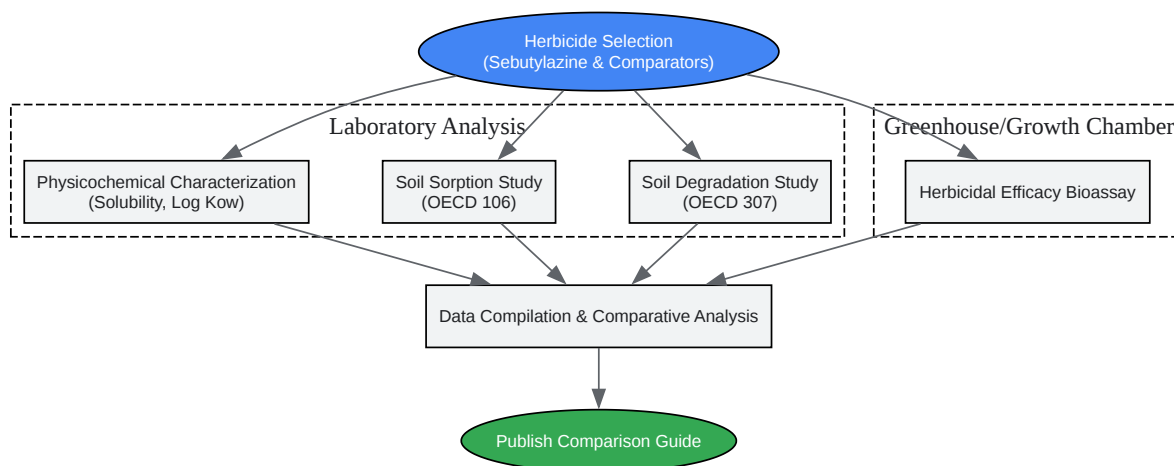 Herbicide Selection
(Sebutylazine & Comparators)
Laboratory Analysis
Greenhouse/Growth Chamber
Physicochemical Characterization
(Solubility, Log Kow)
Soil Sorption Study
(OECD 106)
Soil Degradation Study
(OECD 307)
Herbicidal Efficacy Bioassay
Data Compilation & Comparative Analysis
Publish Comparison Guide